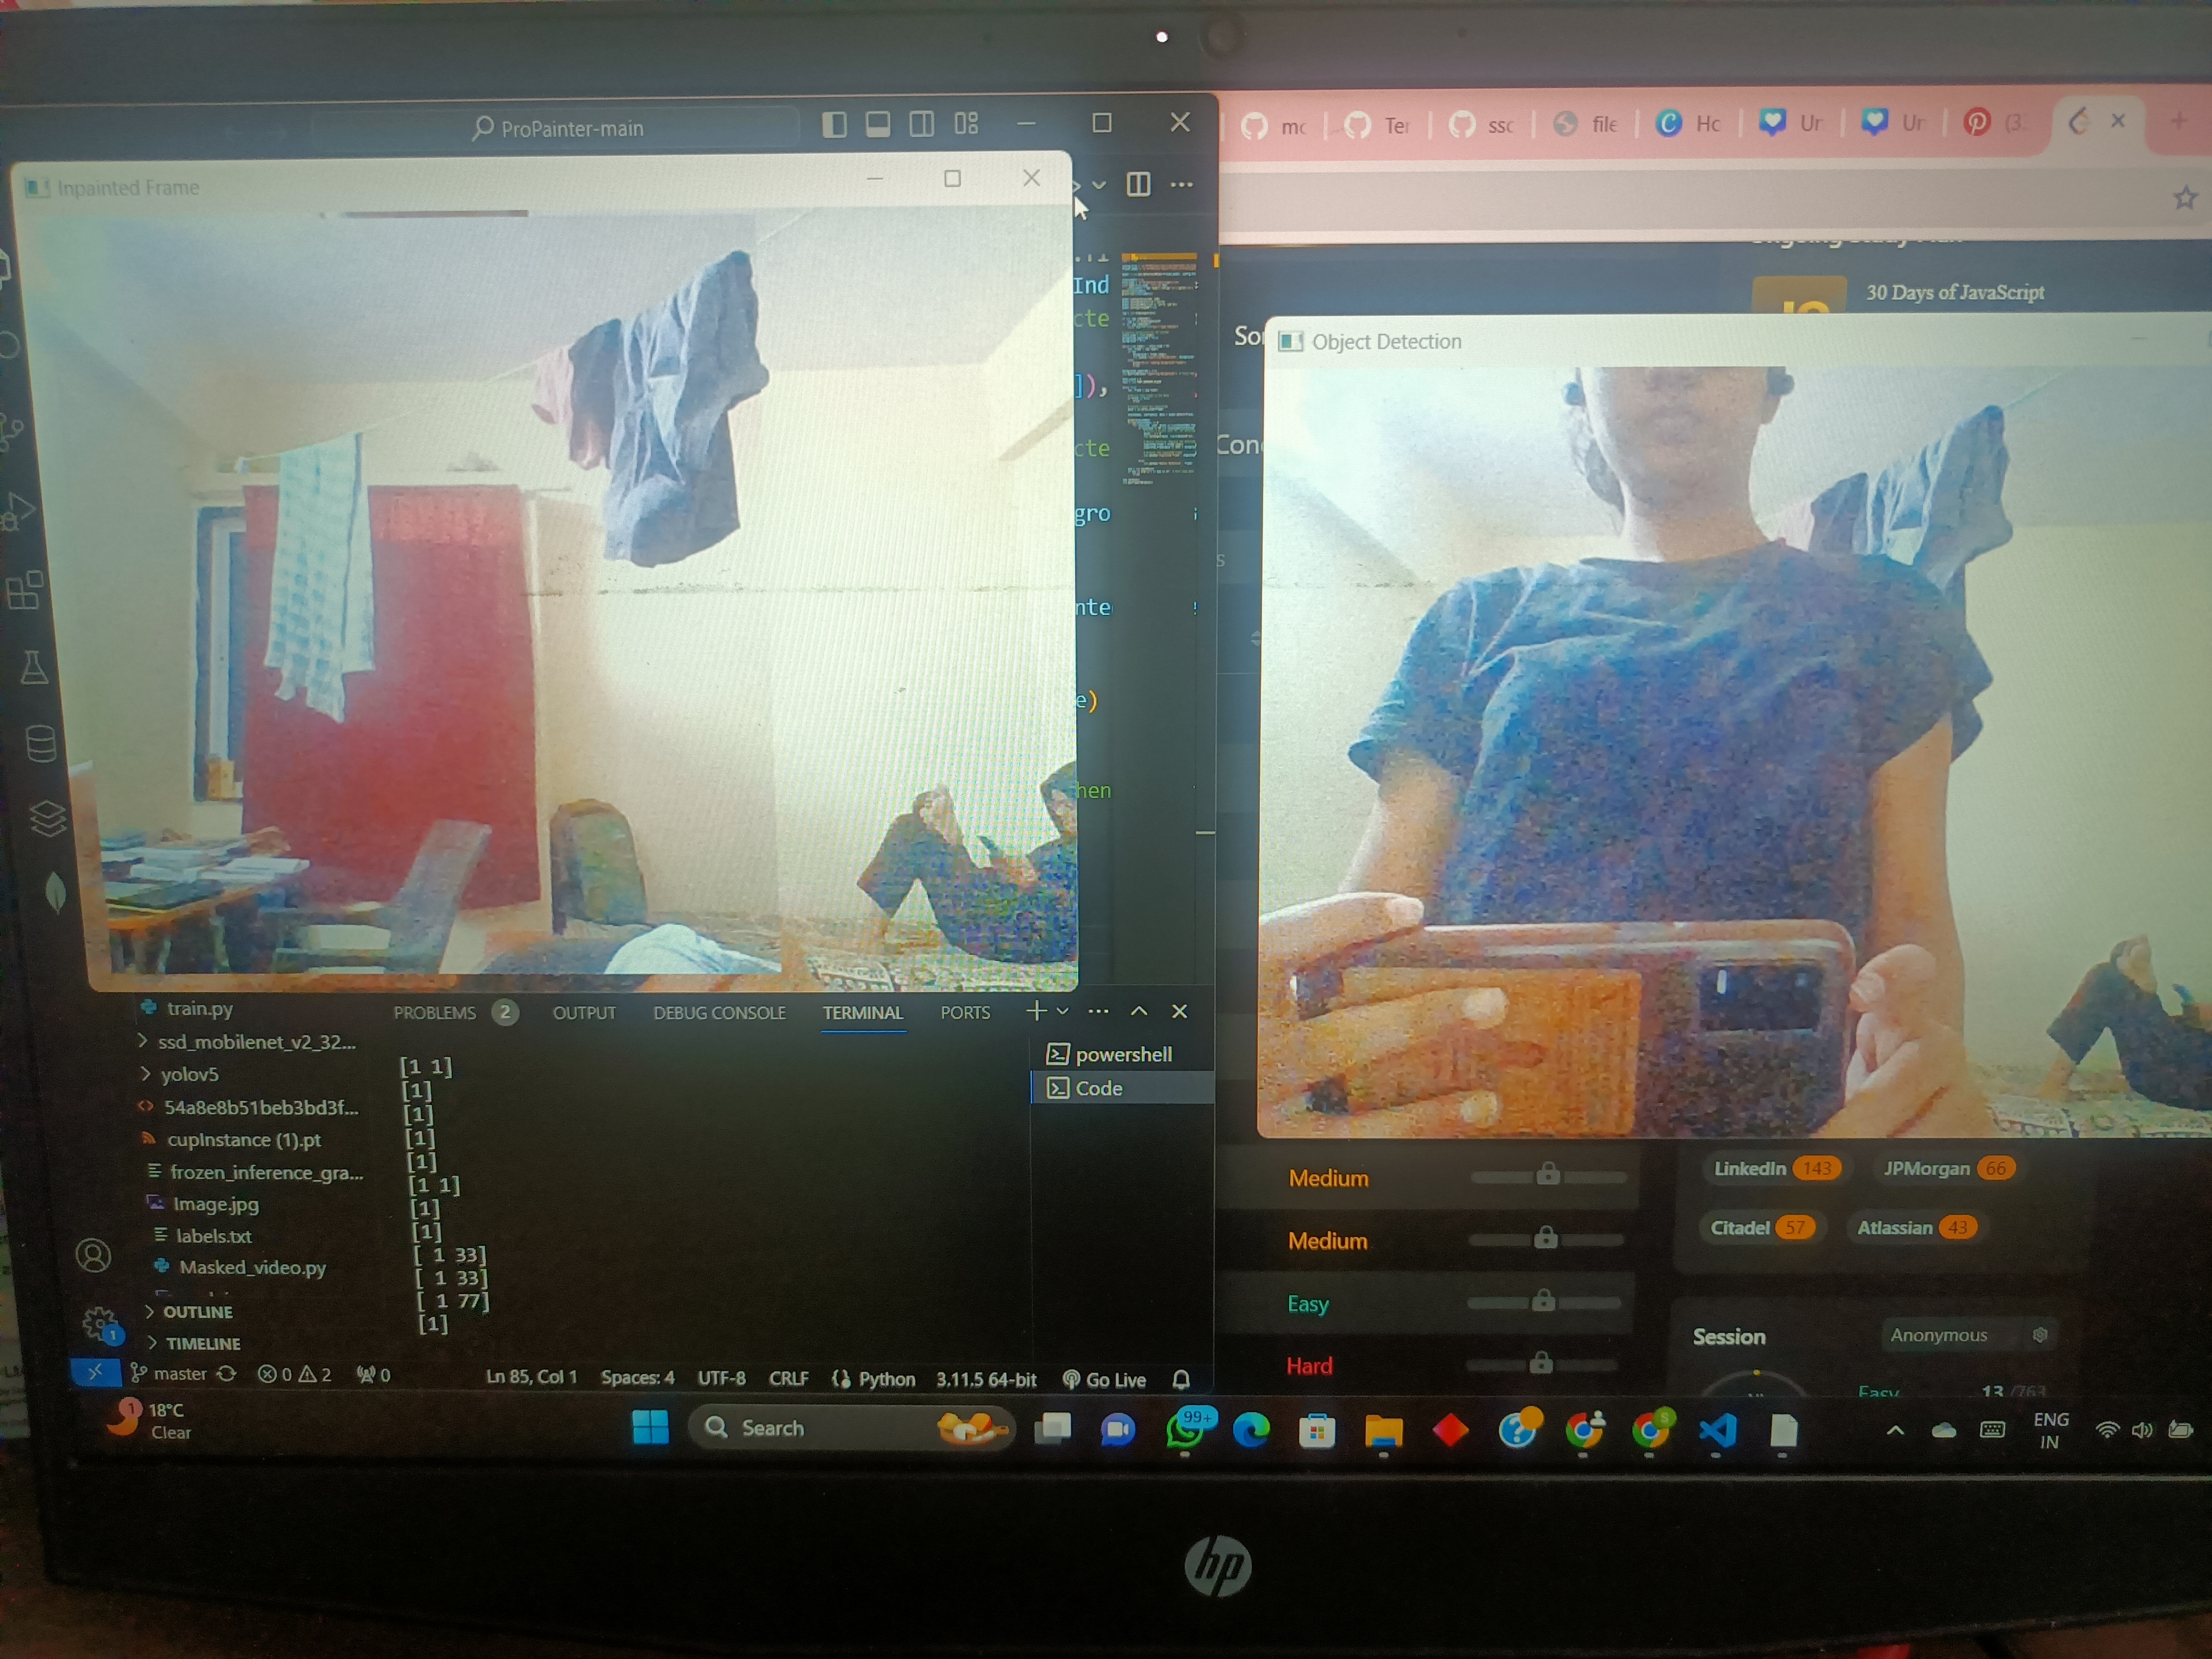 ProPainter-main
Inpainted Frame
Ind
cte
]),
cte
gro
nte
e)
hen
train.py
ssd_mobilenet_v2_32...
yolov5
54a8e8b51beb3bd3f...
cupInstance (1).pt
frozen_inference_gra...
Image.jpg
labels.txt
Masked_video.py
OUTLINE
TIMELINE
PROBLEMS 2 OUTPUT DEBUG CONSOLE TERMINAL PORTS
[1 1]
[1]
[1]
[1]
[1]
[1 1]
[1]
[1]
[ 1 33]
[ 1 33]
[ 1 77]
[1]
powershell
Code
master 0 2 0 Ln 85, Col 1 Spaces: 4 UTF-8 CRLF Python 3.11.5 64-bit Go Live
mc Ter ssc file Hc Ur Ur (3.
Ongoing Study Plan
30 Days of JavaScript
Object Detection
Con
Medium
Medium
Easy
Hard
LinkedIn 143 JPMorgan 66
Citadel 57 Atlassian 43
Session Anonymous
Easy 13 /763
1 18°C
Clear
Search
99+
ENG
IN
hp